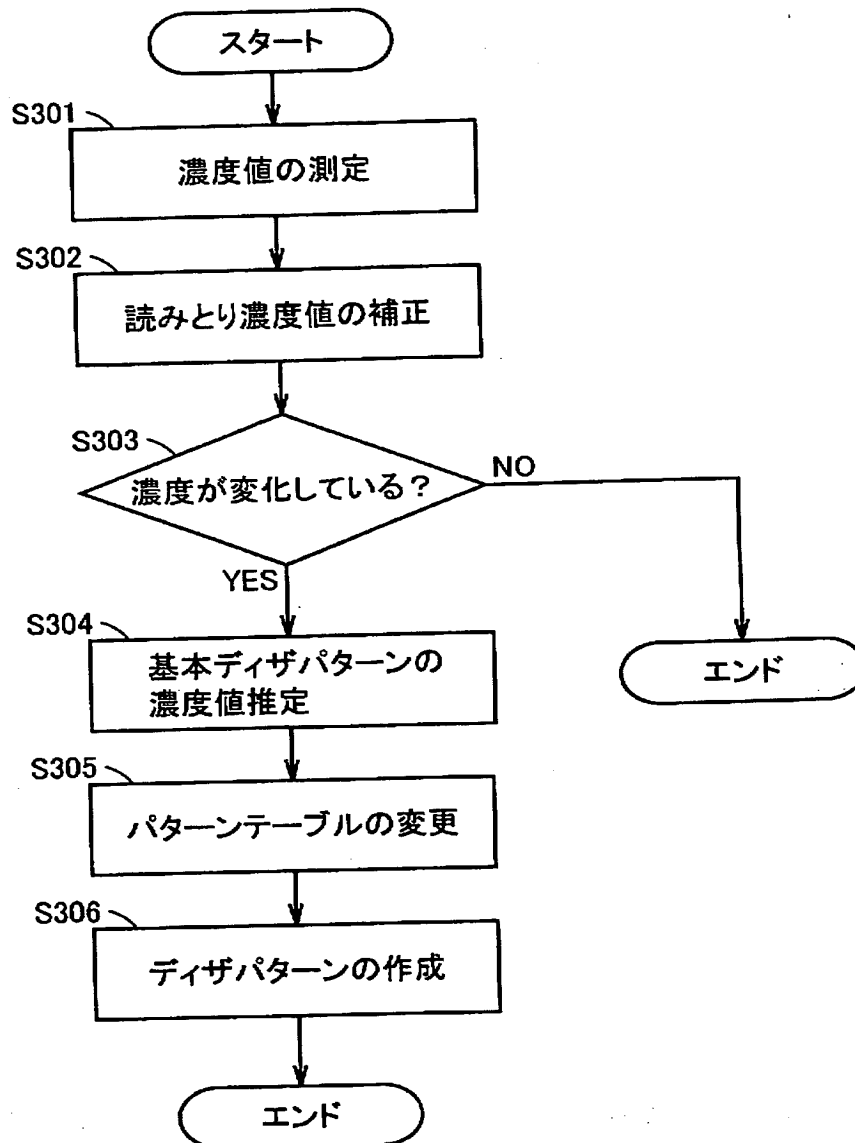 スタート
S301
濃度値の測定
S302
読みとり濃度値の補正
S303
濃度が変化している？
NO
YES
S304
基本ディザパターンの
濃度値推定
エンド
S305
パターンテーブルの変更
S306
ディザパターンの作成
エンド